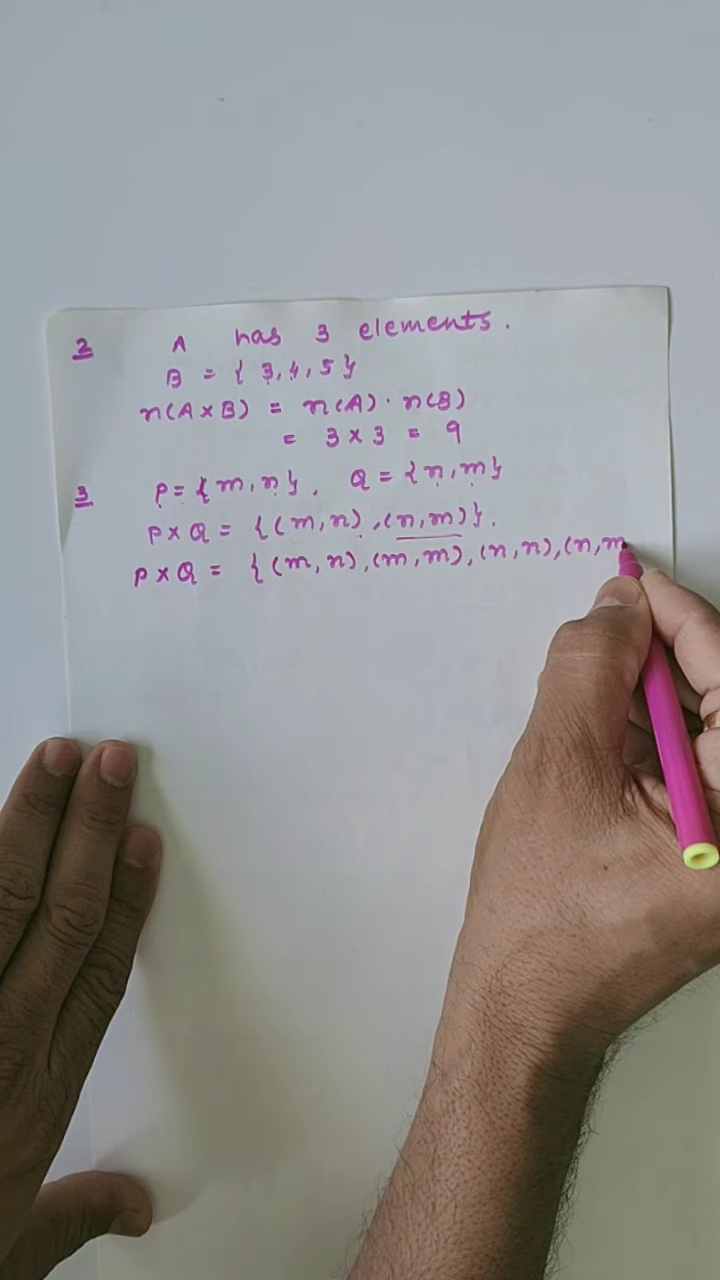 2 A has 3 elements.
B = { 3,4,5 }
n(A×B) = n(A) · n(B)
= 3 × 3 = 9
3 P = {m,n}, Q = {n,m}
P × Q = {(m,n),(n,m)}.
P × Q = {(m,n),(m,m),(n,n),(n,m